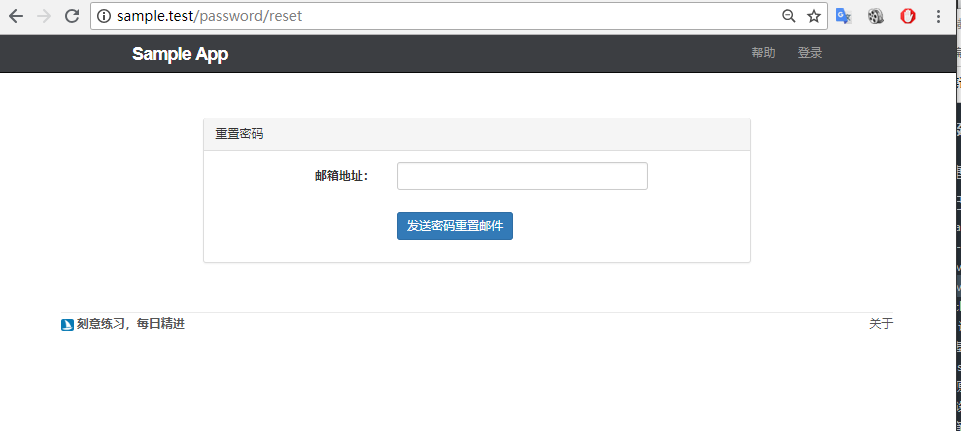 sample.test/password/reset
Sample App
帮助
登录
重置密码
邮箱地址：
发送密码重置邮件
刻意练习，每日精进
关于